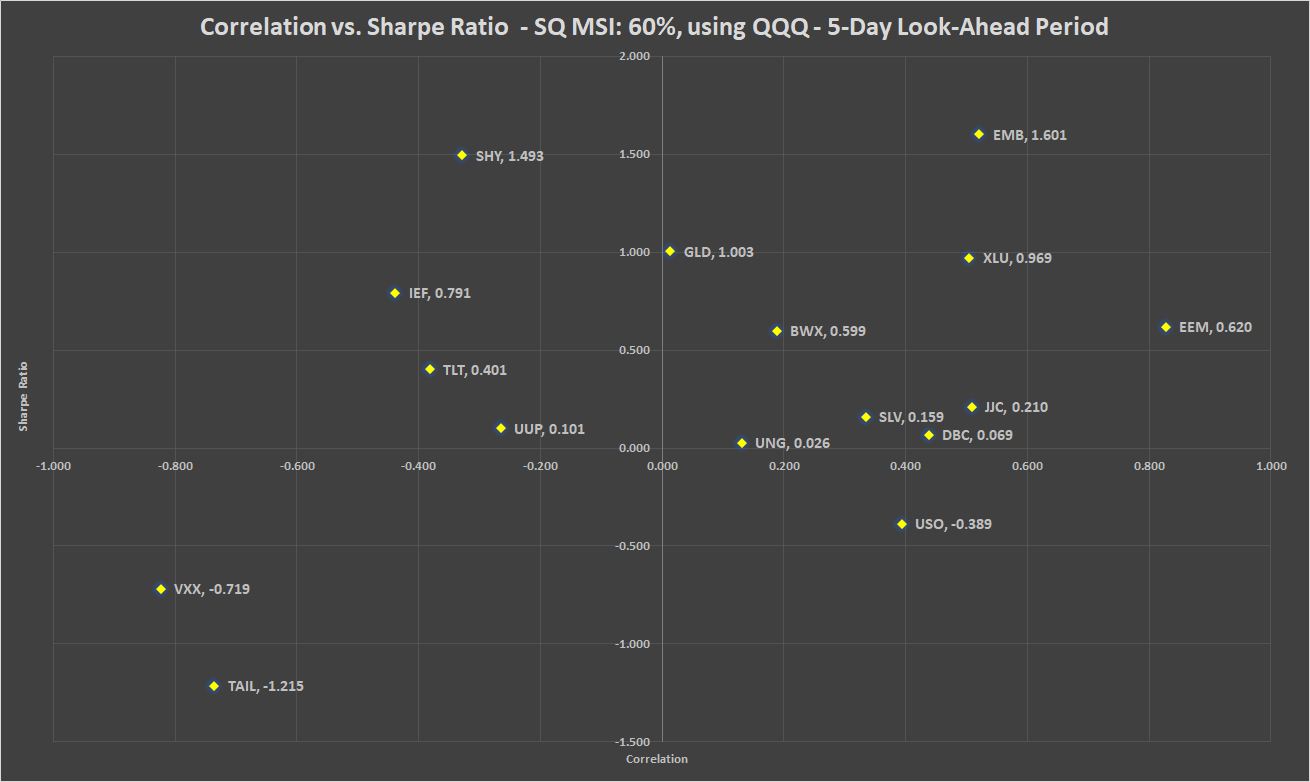 Correlation vs. Sharpe Ratio - SQ MSI: 60%, using QQQ - 5-Day Look-Ahead Period
2.000
EMB, 1.601
SHY, 1.493
1.500
1.000
GLD, 1.003
XLU, 0.969
IEF, 0.791
BWX, 0.599
EEM, 0.620
0.500
TLT, 0.401
Sharpe Ratio
JJC, 0.210
SLV, 0.159
UUP, 0.101
DBC, 0.069
UNG, 0.026
0.000
-1.000 -0.800 -0.600 -0.400 -0.200 0.000 0.200 0.400 0.600 0.800 1.000
USO, -0.389
-0.500
VXX, -0.719
-1.000
TAIL, -1.215
-1.500
Correlation